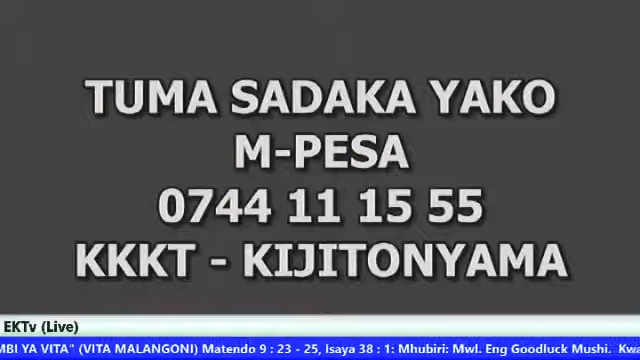 TUMA SADAKA YAKO
M-PESA
0744 11 15 55
KKKT - KIJITONYAMA
EKTv (Live)
YA VITA" (VITA MALANGONI) Matendo 9 : 23 - 25, Isaya 38 : 1: Mhubiri: Mwl. Eng Goodluck Mushi.